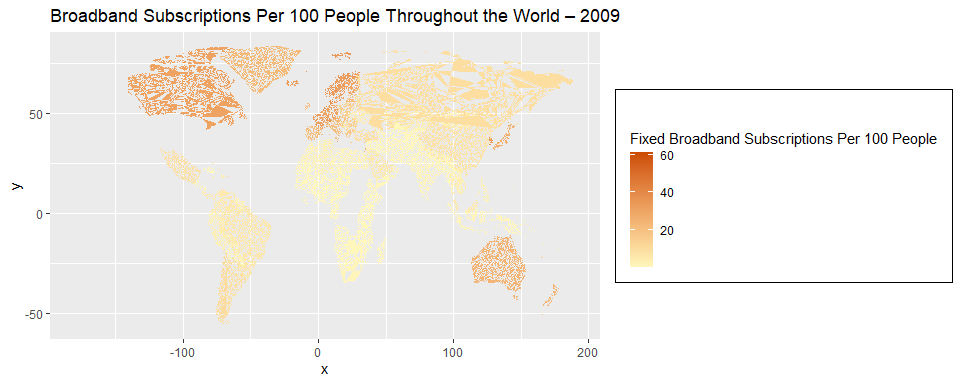 Broadband Subscriptions Per 100 People Throughout the World – 2009
y
50
0
-50
-100
0
100
200
x
Fixed Broadband Subscriptions Per 100 People
60
40
20